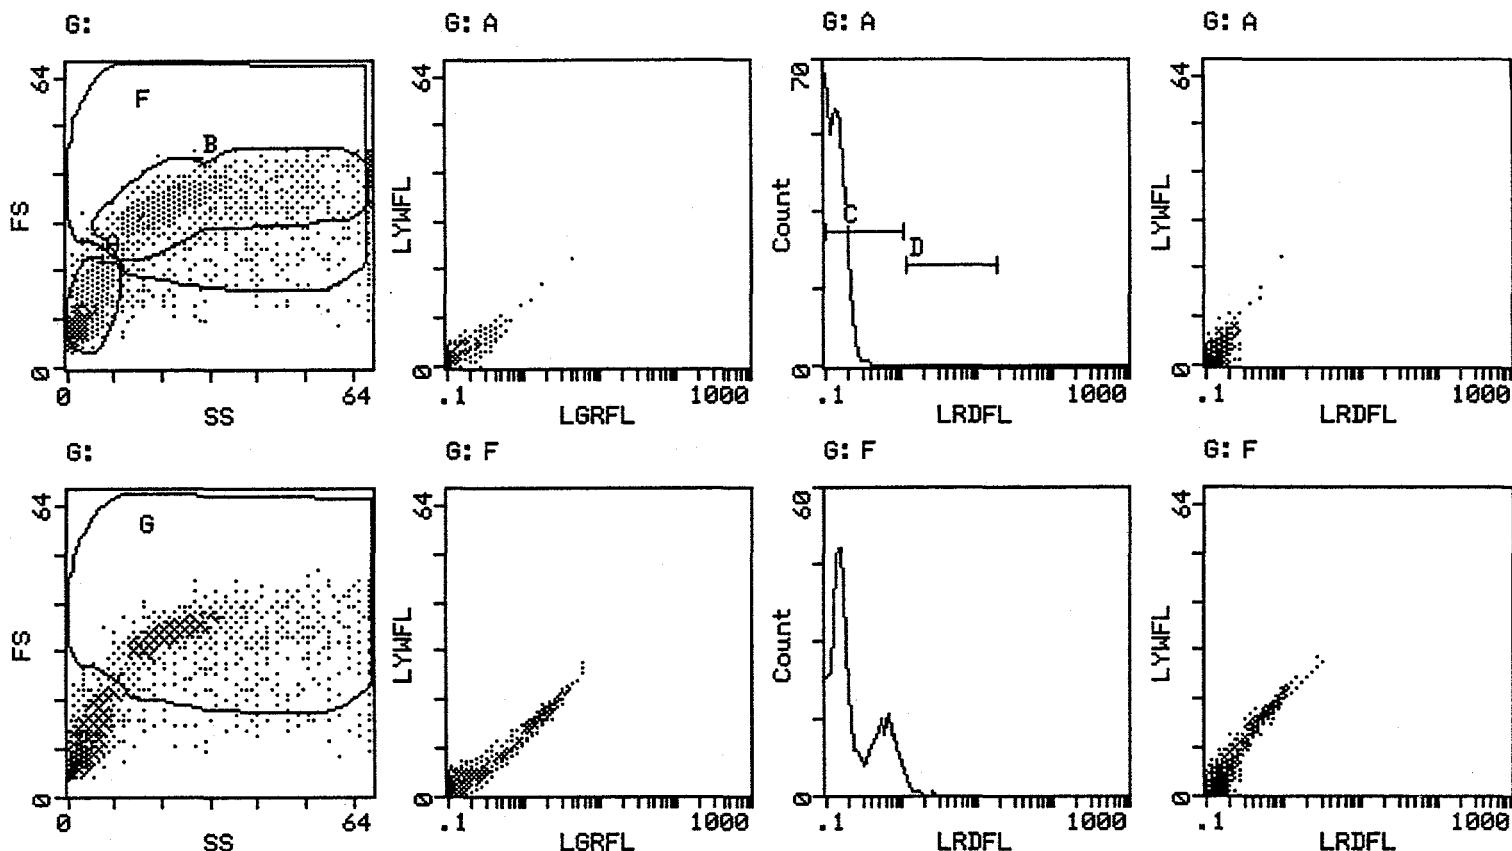 G:
G: A
G: A
G: A
64
F
B
A
FS
0
0
64
SS
64
LYWFL
0
.1
1000
LGRFL
70
Count
C
D
0
.1
1000
LRDFL
64
LYWFL
0
.1
1000
LRDFL
G:
G: F
G: F
G: F
64
G
FS
0
0
64
SS
64
LYWFL
0
.1
1000
LGRFL
60
Count
0
.1
1000
LRDFL
64
LYWFL
0
.1
1000
LRDFL